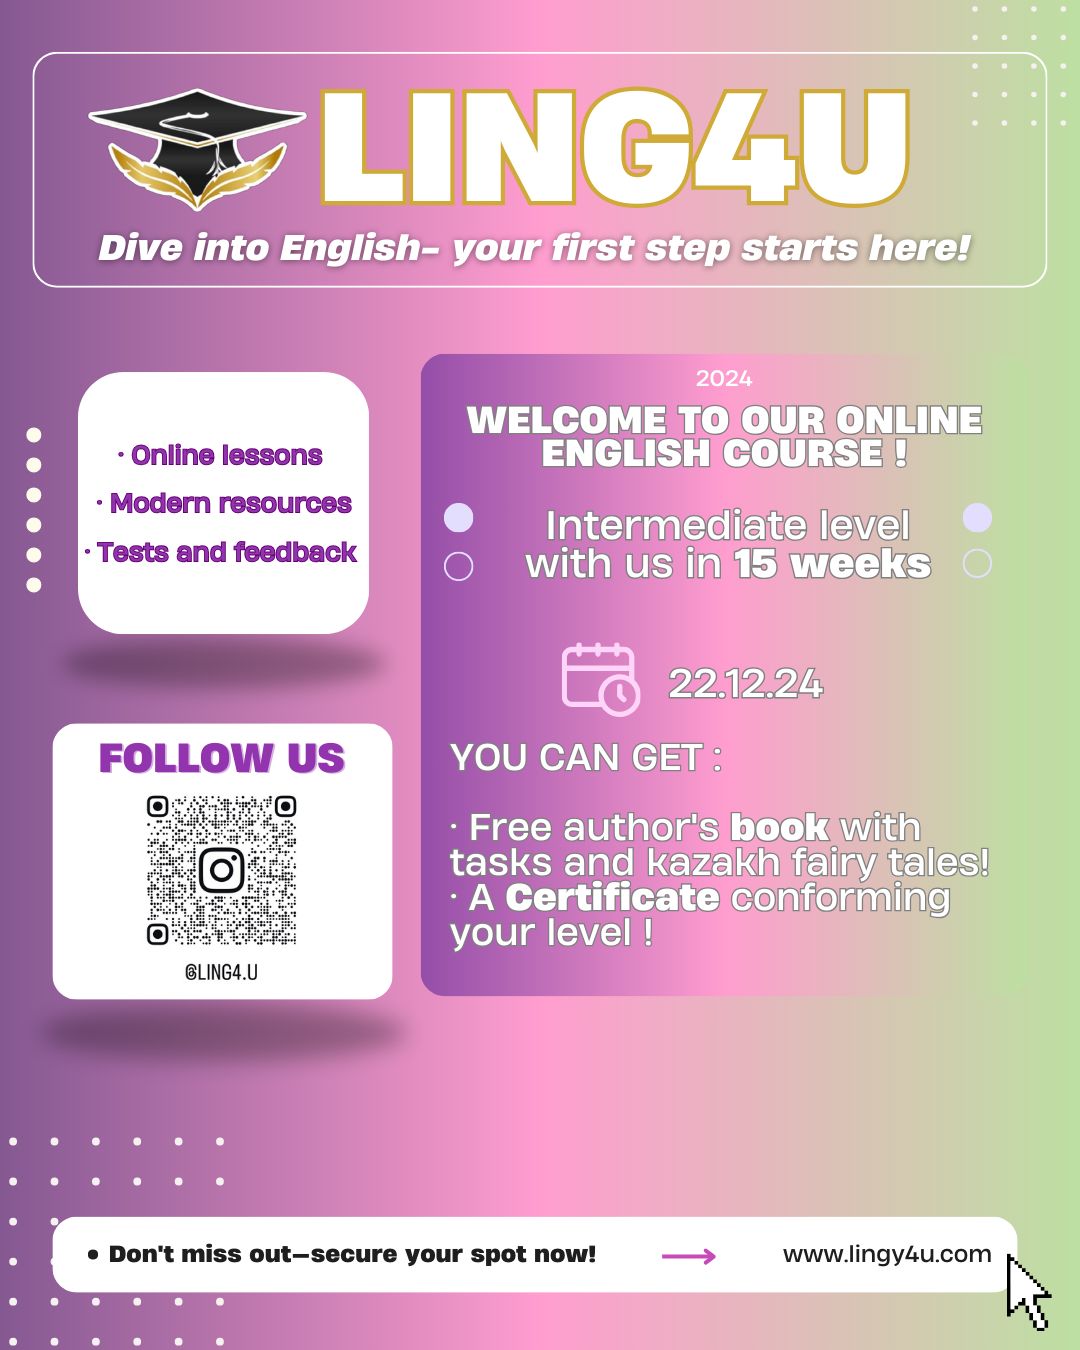 LING4U
Dive into English- your first step starts here!
· Online lessons
· Modern resources
· Tests and feedback
FOLLOW US
@LING4.U
2024
WELCOME TO OUR ONLINE
ENGLISH COURSE !
Intermediate level
with us in 15 weeks
22.12.24
YOU CAN GET :
· Free author's book with
tasks and kazakh fairy tales!
· A Certificate conforming
your level !
• Don't miss out—secure your spot now!
www.lingy4u.com